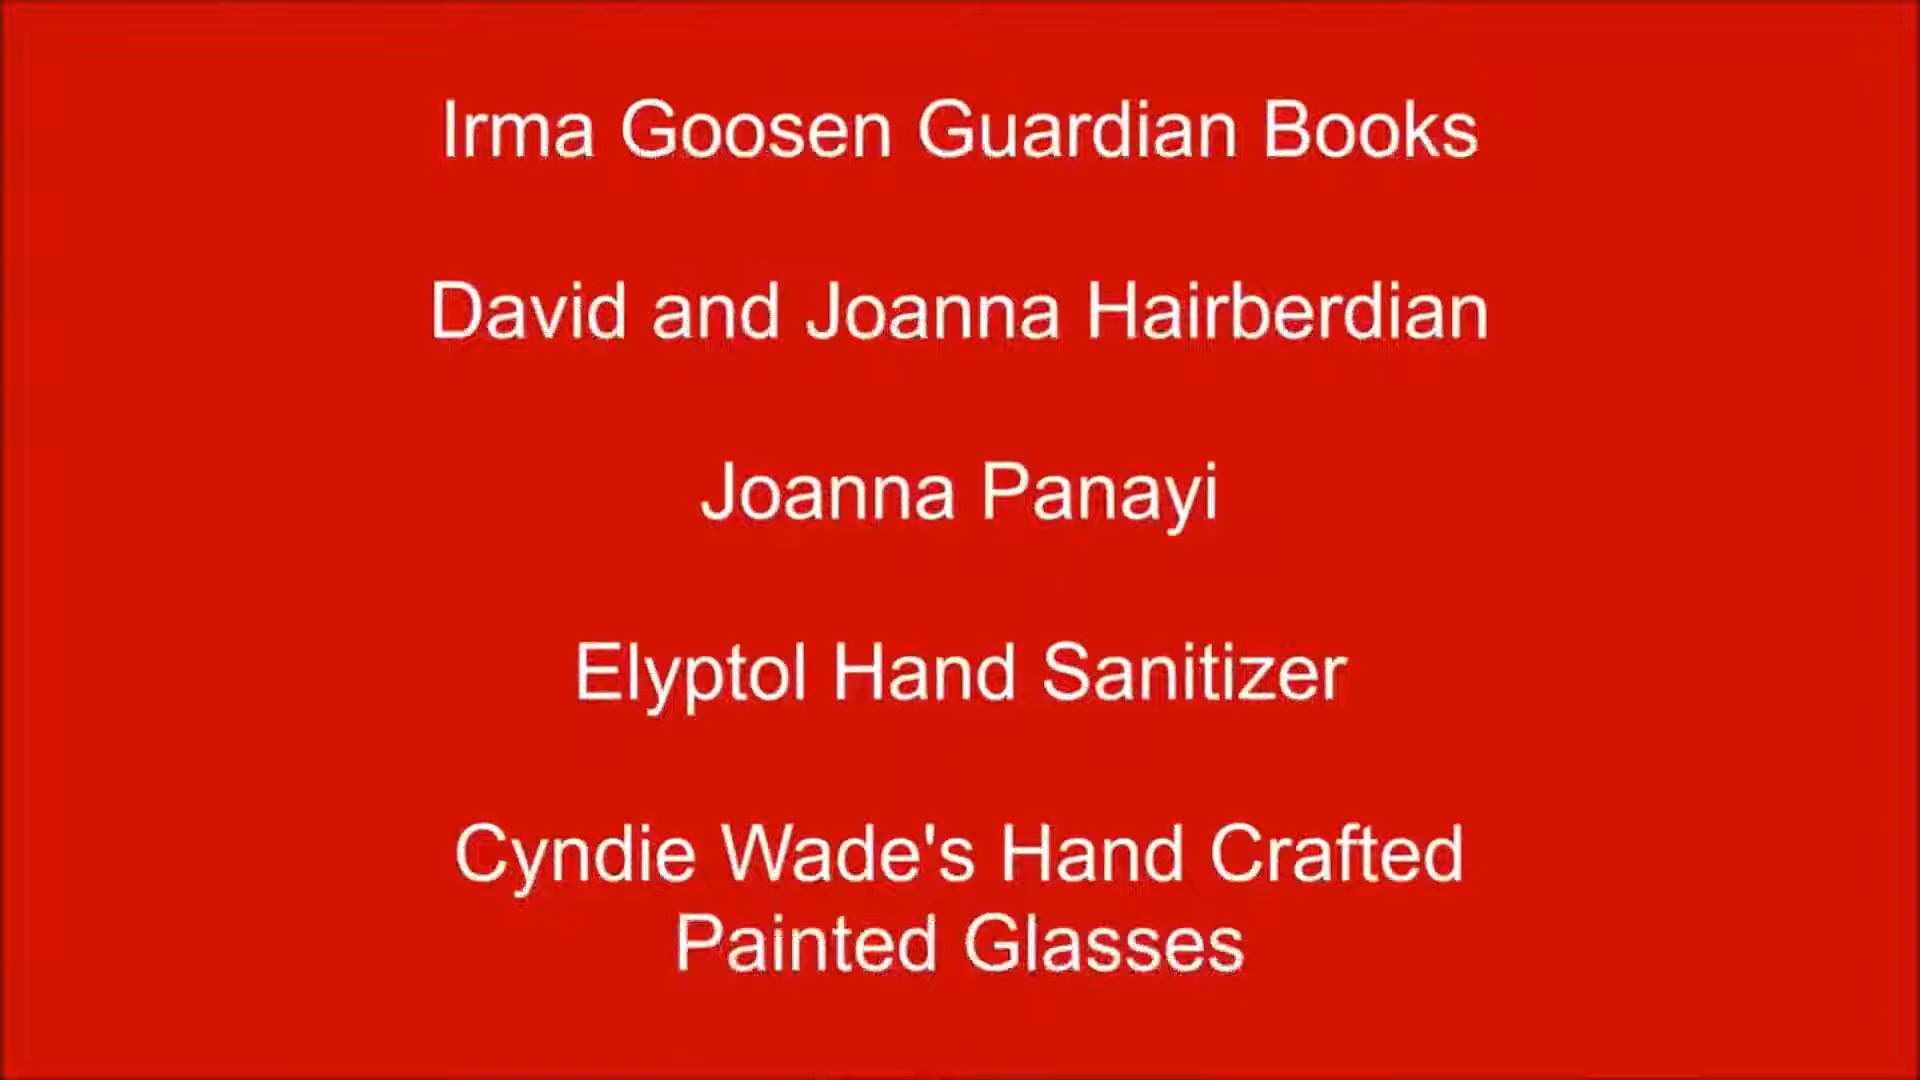 Irma Goosen Guardian Books
David and Joanna Hairberdian
Joanna Panayi
Elyptol Hand Sanitizer
Cyndie Wade's Hand Crafted
Painted Glasses